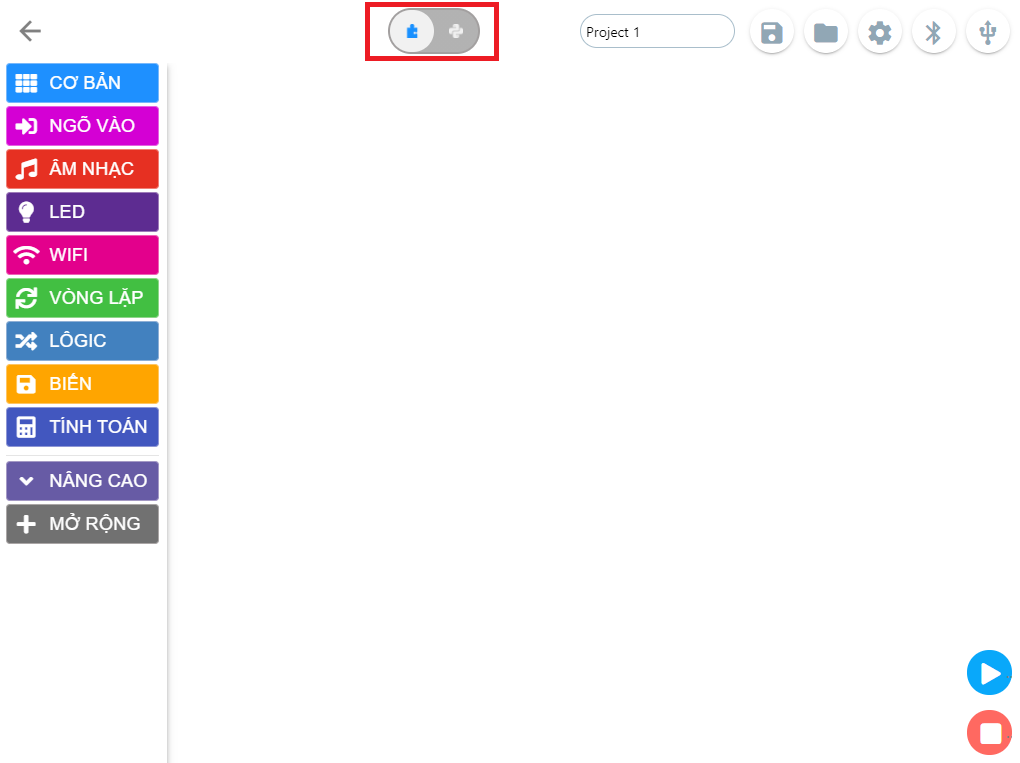 Project 1
CƠ BẢN
NGÕ VÀO
ÂM NHẠC
LED
WIFI
VÒNG LẶP
LÔGIC
BIẾN
TÍNH TOÁN
NÂNG CAO
MỞ RỘNG